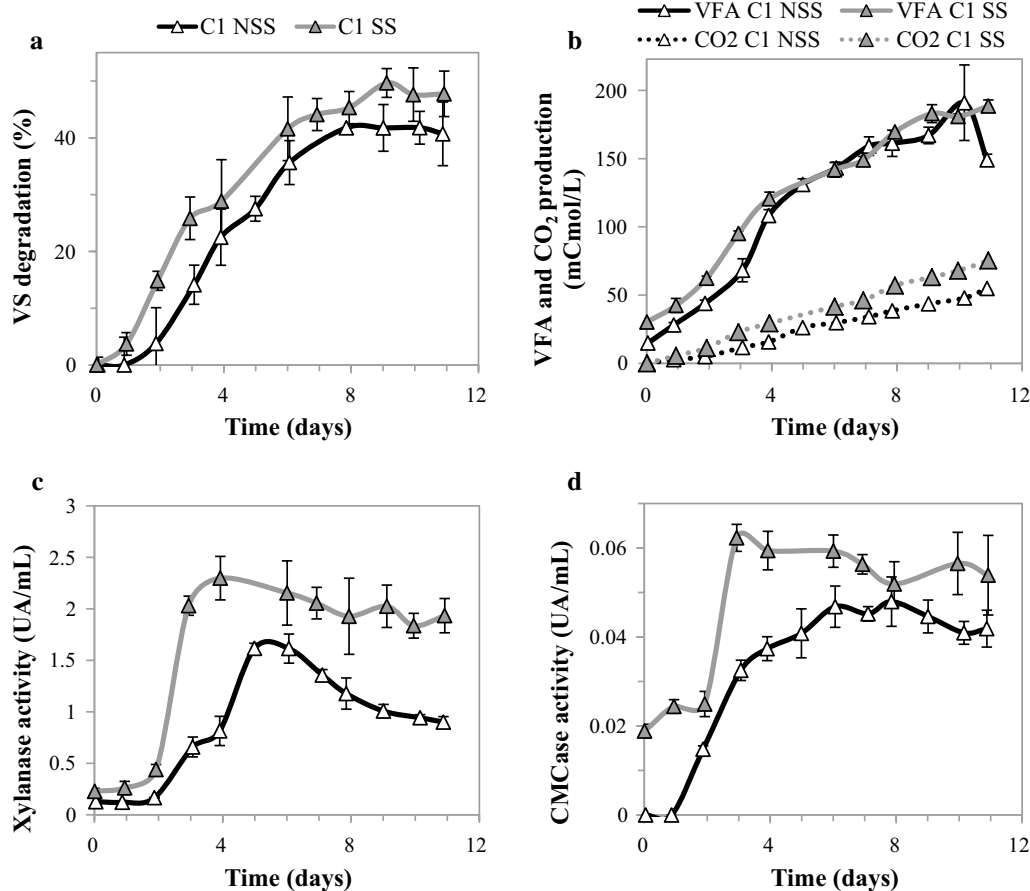 a
C1 NSS C1 SS
VS degradation (%)
40
20
0
0 4 8 12
Time (days)
b
VFA C1 NSS VFA C1 SS
CO2 C1 NSS CO2 C1 SS
VFA and CO2 production
(mCmol/L)
200
150
100
50
0
0 4 8 12
Time (days)
c
Xylanase activity (UA/mL)
3
2.5
2
1.5
1
0.5
0
0 4 8 12
Time (days)
d
CMCase activity (UA/mL)
0.06
0.04
0.02
0
0 4 8 12
Time (days)